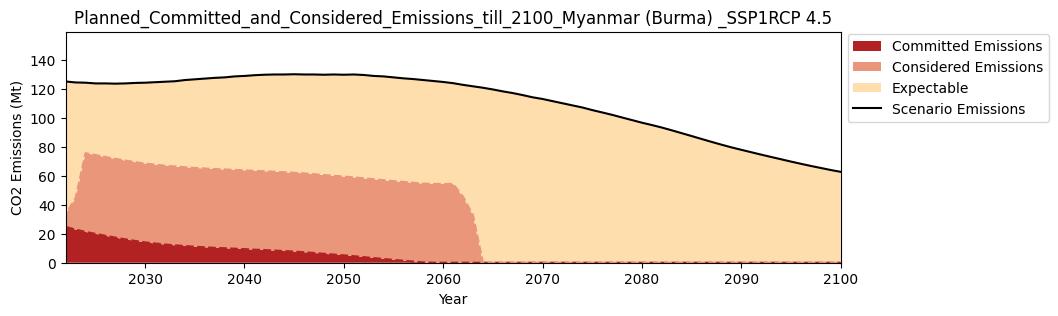 Planned_Committed_and_Considered_Emissions_till_2100_Myanmar (Burma) _SSP1RCP 4.5
CO2 Emissions (Mt)
140
120
100
80
60
40
20
0
2030 2040 2050 2060 2070 2080 2090 2100
Year
Committed Emissions
Considered Emissions
Expectable
Scenario Emissions